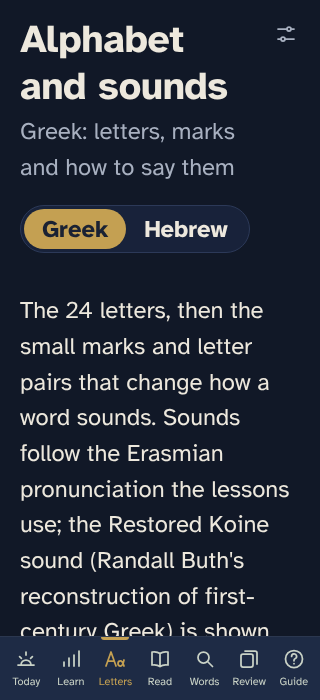 Alphabet
and sounds
Greek: letters, marks
and how to say them
Greek Hebrew
The 24 letters, then the
small marks and letter
pairs that change how a
word sounds. Sounds
follow the Erasmian
pronunciation the lessons
use; the Restored Koine
sound (Randall Buth's
reconstruction of first-
century Greek) is shown
Aα
Today Learn Letters Read Words Review Guide